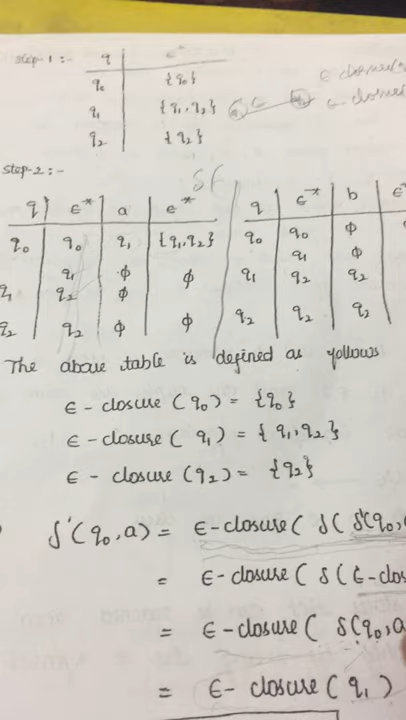 Step-1 :- q ε*
q₀ {q₀}
q₁ {q₁,q₂}
q₂ {q₂}
Step-2 :-
q ε* a ε* q ε* b
q₀ q₀ q₁ {q₁,q₂} q₀ q₀ ϕ
q₁ ϕ q₁ ϕ
q₁ q₂ ϕ ϕ q₁ q₂ q₂
q₂ q₂ ϕ ϕ q₂ q₂ q₂
The above table is defined as follows
ε - closure (q₀) = {q₀}
ε - closure (q₁) = {q₁,q₂}
ε - closure (q₂) = {q₂}
δ'(q₀,a) = ε-closure( δ( δ'(q₀,
= ε-closure( δ( ε-clos
= ε-closure( δ(q₀,a
= ε- closure(q₁)